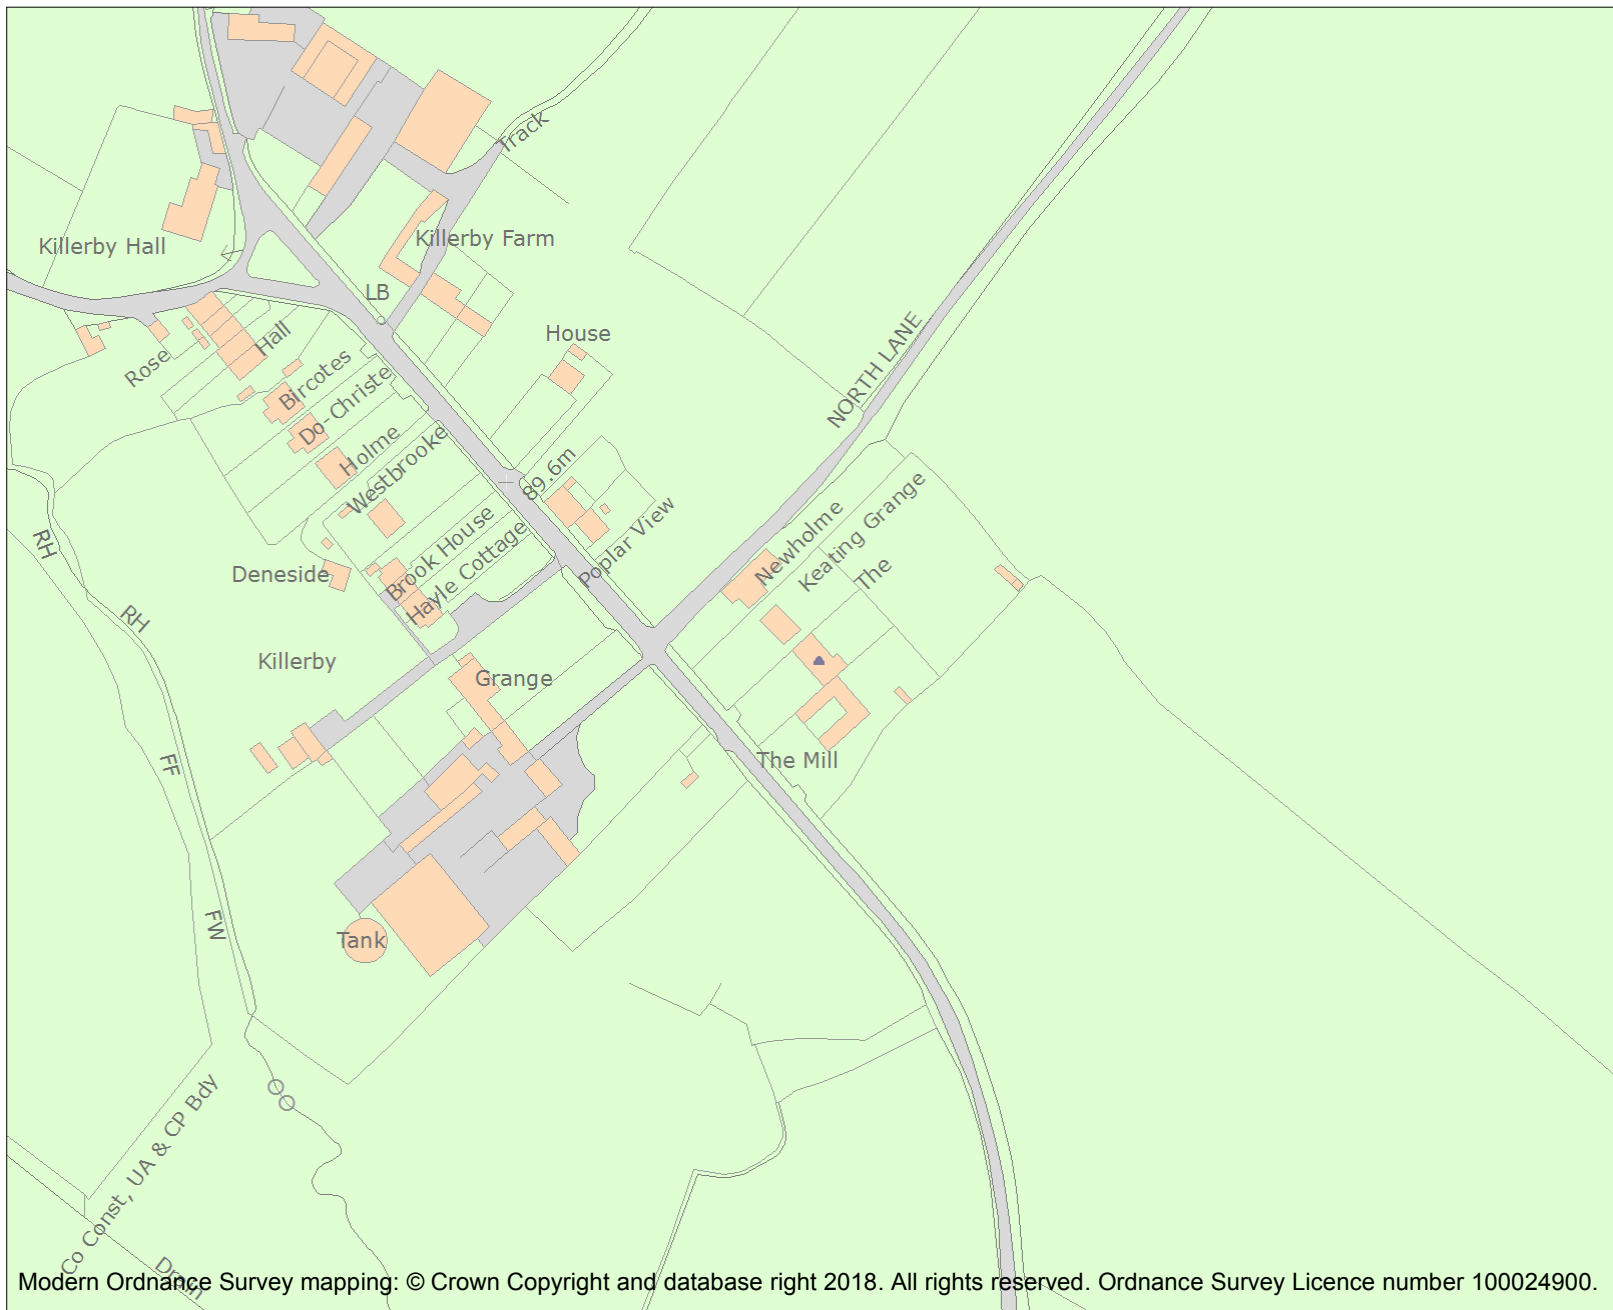 Track
Killerby Hall
Killerby Farm
LB
House
NORTH LANE
Rose
Hall
Bircotes
Do-Christe
Holme
Westbrooke
89.6m
Poplar View
Brook House
Hayle Cottage
Newholme
Keating Grange
The
Deneside
RH
RH
Killerby
Grange
The Mill
FF
FW
Tank
Co Const, UA & CP Bdy
Drain
Modern Ordnance Survey mapping: © Crown Copyright and database right 2018. All rights reserved. Ordnance Survey Licence number 100024900.